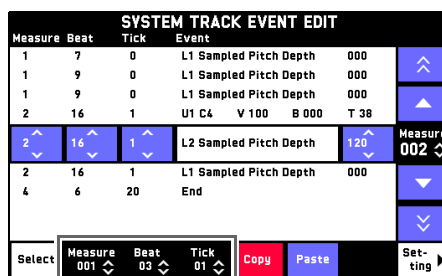 SYSTEM TRACK EVENT EDIT
Measure Beat Tick Event
1 7 0 L1 Sampled Pitch Depth 000
1 9 0 L1 Sampled Pitch Depth 000
1 9 0 L1 Sampled Pitch Depth 000
2 16 1 U1 C4 V 100 B 000 T 38
2 16 1 L2 Sampled Pitch Depth 120
Measure
002
2 16 1 L1 Sampled Pitch Depth 000
4 6 20 End
Select Measure 001 Beat 03 Tick 01 Copy Paste Set-
ting